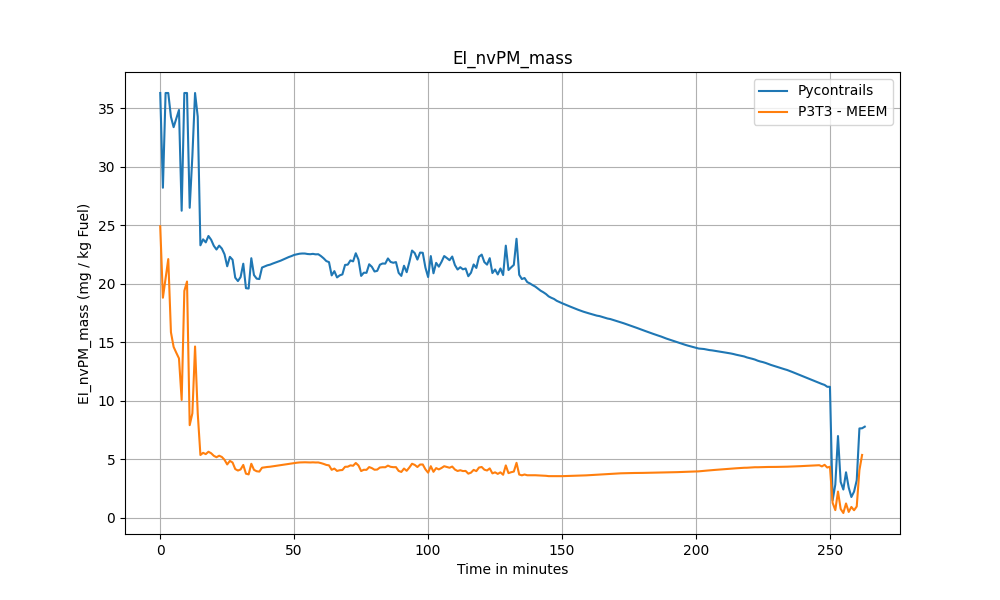 EI_nvPM_mass
Pycontrails
P3T3 - MEEM
EI_nvPM_mass (mg / kg Fuel)
35
30
25
20
15
10
5
0
0 50 100 150 200 250
Time in minutes